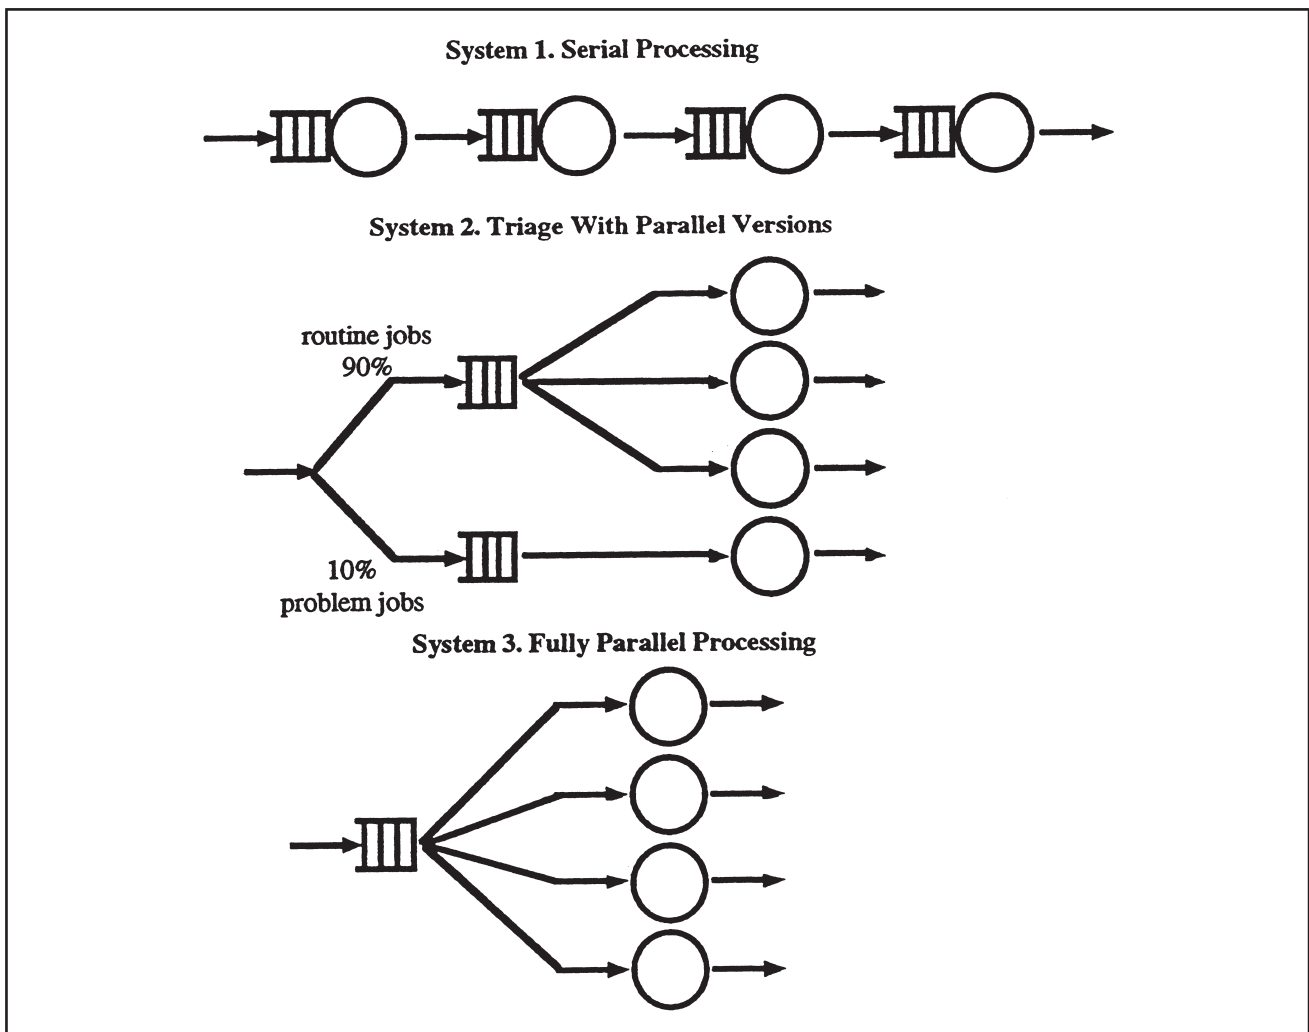 System 1. Serial Processing
System 2. Triage With Parallel Versions
routine jobs
90%
10%
problem jobs
System 3. Fully Parallel Processing